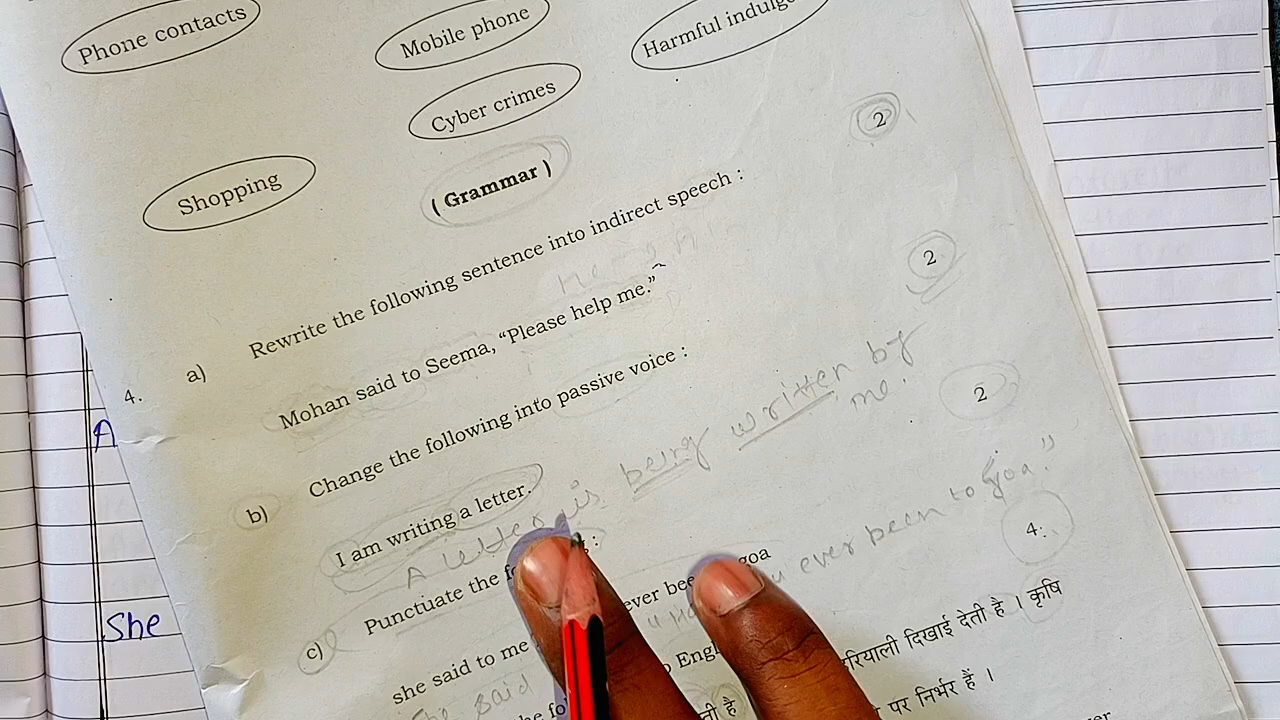 Phone contacts
Mobile phone
Harmful
Cyber crimes
Shopping
( Grammar )
2
4.
a) Rewrite the following sentence into indirect speech :
Mohan said to Seema, “Please help me.”
2
b) Change the following into passive voice :
I am writing a letter.
A letter is being written by me.
2
c) Punctuate the
she said to me ever goa
She said ever been to Goa."
4
हरियाली दिखाई देती है । कृषि
पर निर्भर हैं ।
A
She